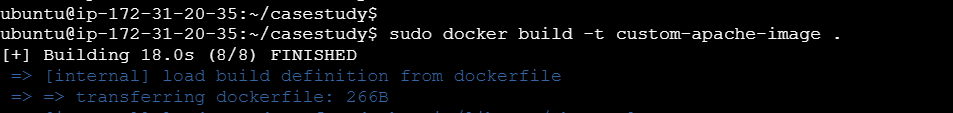 ubuntu@ip-172-31-20-35:~/casestudy$
ubuntu@ip-172-31-20-35:~/casestudy$ sudo docker build -t custom-apache-image .
[+] Building 18.0s (8/8) FINISHED
=> [internal] load build definition from dockerfile
=> => transferring dockerfile: 266B